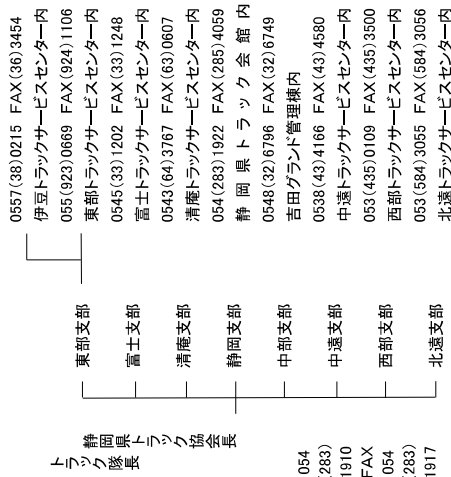 トラック隊長
静岡県トラック協会長
054
(283)
1910
FAX
054
(283)
1917
東部支部
富士支部
清庵支部
静岡支部
中部支部
中遠支部
西部支部
北遠支部
0557(38)0215 FAX(36)3454
伊豆トラックサービスセンター内
055(923)0669 FAX(924)1106
東部トラックサービスセンター内
0545(33)1202 FAX(33)1248
富士トラックサービスセンター内
0543(64)3767 FAX(63)0607
清庵トラックサービスセンター内
054(283)1922 FAX(285)4059
静岡県トラック会館内
0548(32)6796 FAX(32)6749
吉田グランド管理棟内
0538(43)4166 FAX(43)4580
中遠トラックサービスセンター内
053(435)0109 FAX(435)3500
西部トラックサービスセンター内
053(584)3055 FAX(584)3056
北遠トラックサービスセンター内